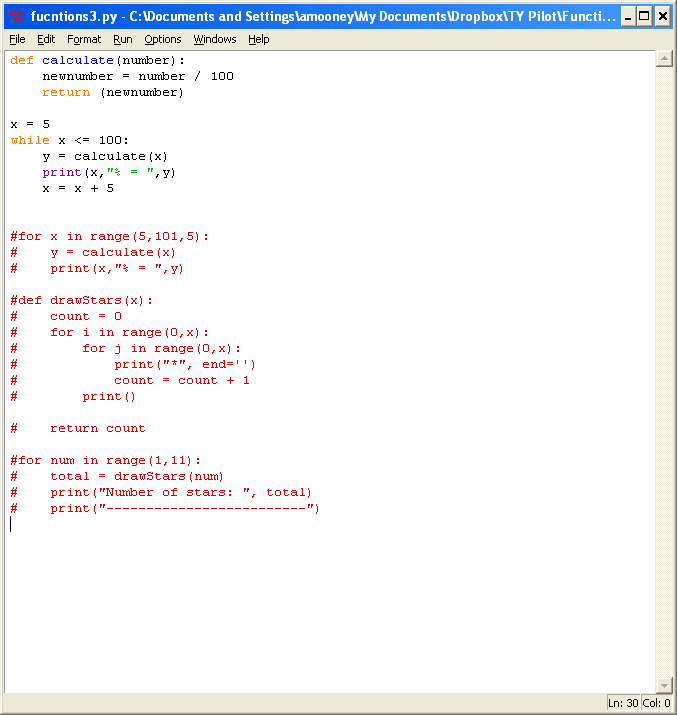 fucntions3.py - C:\Documents and Settings\amooney\My Documents\Dropbox\TY Pilot\Functi...
File Edit Format Run Options Windows Help
def calculate(number):
    newnumber = number / 100
    return (newnumber)
x = 5
while x <= 100:
    y = calculate(x)
    print(x,"% = ",y)
    x = x + 5
#for x in range(5,101,5):
#    y = calculate(x)
#    print(x,"% = ",y)
#def drawStars(x):
#    count = 0
#    for i in range(0,x):
#        for j in range(0,x):
#            print("*", end='')
#            count = count + 1
#        print()
#    return count
#for num in range(1,11):
#    total = drawStars(num)
#    print("Number of stars: ", total)
#    print("-------------------------")
Ln: 30 Col: 0